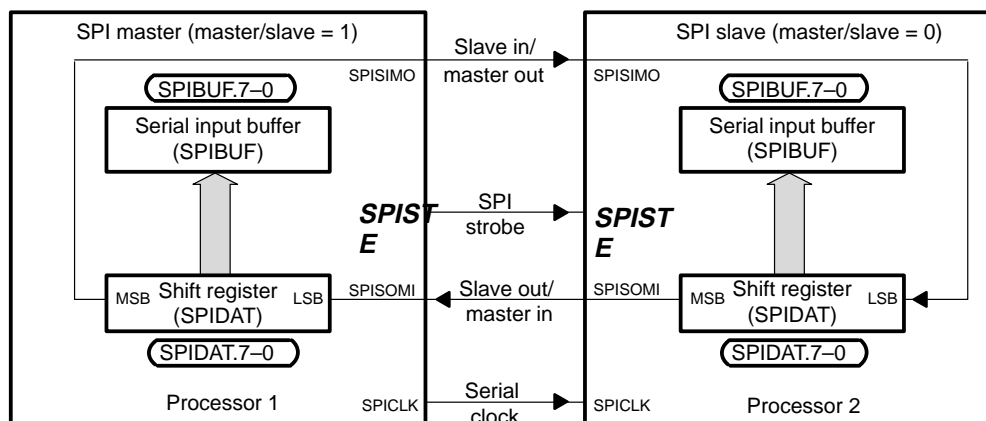 SPI master (master/slave = 1)
SPISIMO
SPIBUF.7–0
Serial input buffer
(SPIBUF)
SPIST
E
MSB
Shift register
(SPIDAT)
LSB
SPISOMI
SPIDAT.7–0
Processor 1
SPICLK
Slave in/
master out
SPI
strobe
Slave out/
master in
Serial
clock
SPI slave (master/slave = 0)
SPISIMO
SPIBUF.7–0
Serial input buffer
(SPIBUF)
SPIST
E
SPISOMI
MSB
Shift register
(SPIDAT)
LSB
SPIDAT.7–0
SPICLK
Processor 2